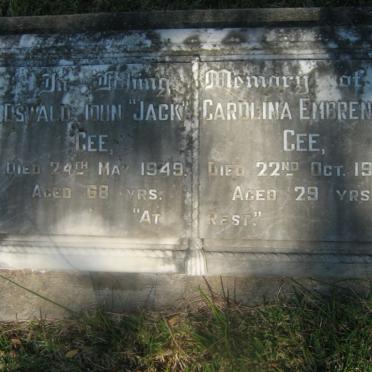 In Loving Memory of
OSWALD JOHN "JACK"
GEE,
DIED 24TH MAY 1949.
AGED 68 YRS.
CAROLINA
GEE,
DIED 22ND OCT. 19
AGED 29 YRS
"AT REST."